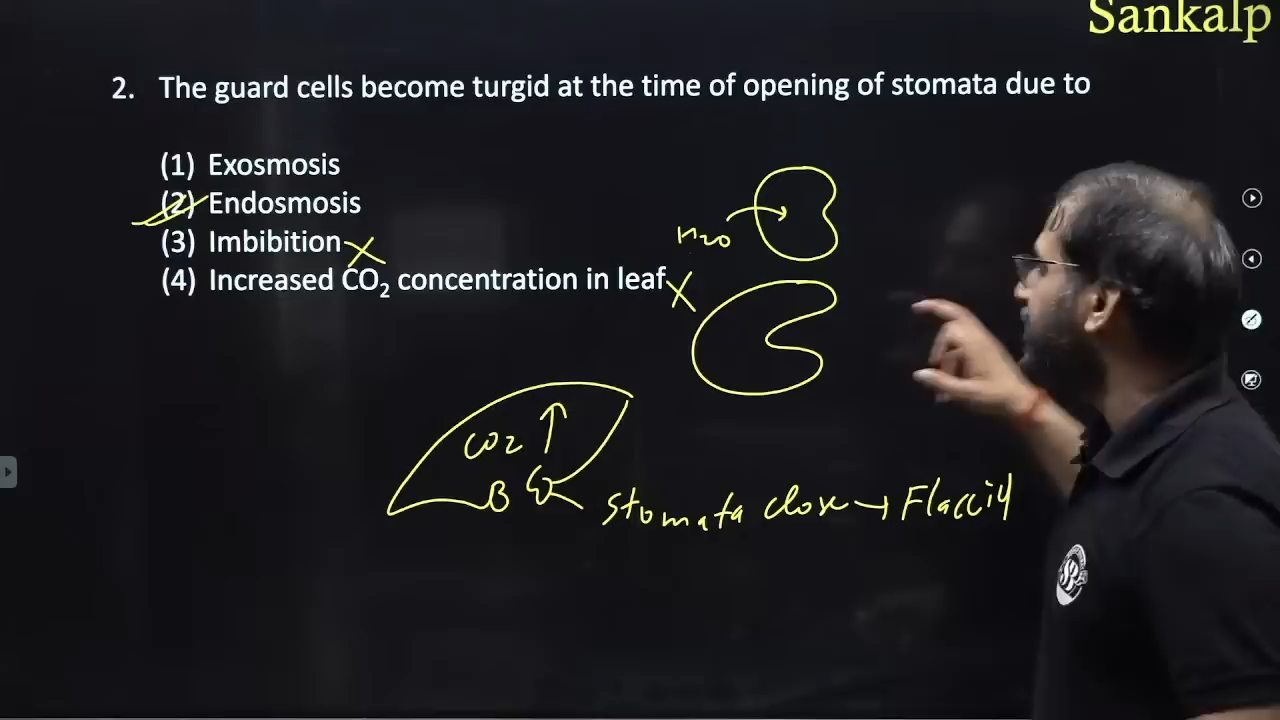 Sankalp
2. The guard cells become turgid at the time of opening of stomata due to
(1) Exosmosis
(2) Endosmosis
(3) Imbibition
(4) Increased CO₂ concentration in leaf
H₂O
CO₂ ↑
Stomata close → Flaccid